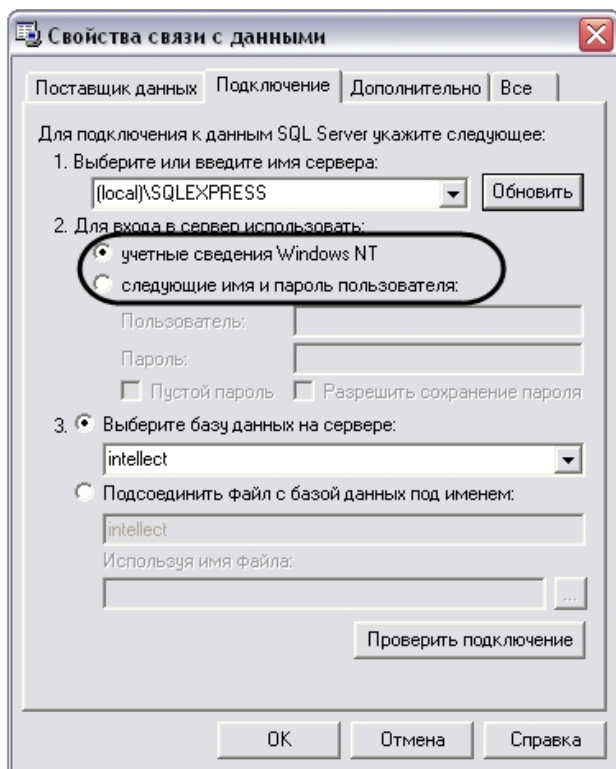 Свойства связи с данными
Поставщик данных Подключение Дополнительно Все
Для подключения к данным SQL Server укажите следующее:
1. Выберите или введите имя сервера:
(local)\SQLEXPRESS Обновить
2. Для входа в сервер использовать:
учетные сведения Windows NT
следующие имя и пароль пользователя:
Пользователь:
Пароль:
Пустой пароль Разрешить сохранение пароля
3. Выберите базу данных на сервере:
intellect
Подсоединить файл с базой данных под именем:
intellect
Используя имя файла:
...
Проверить подключение
OK Отмена Справка